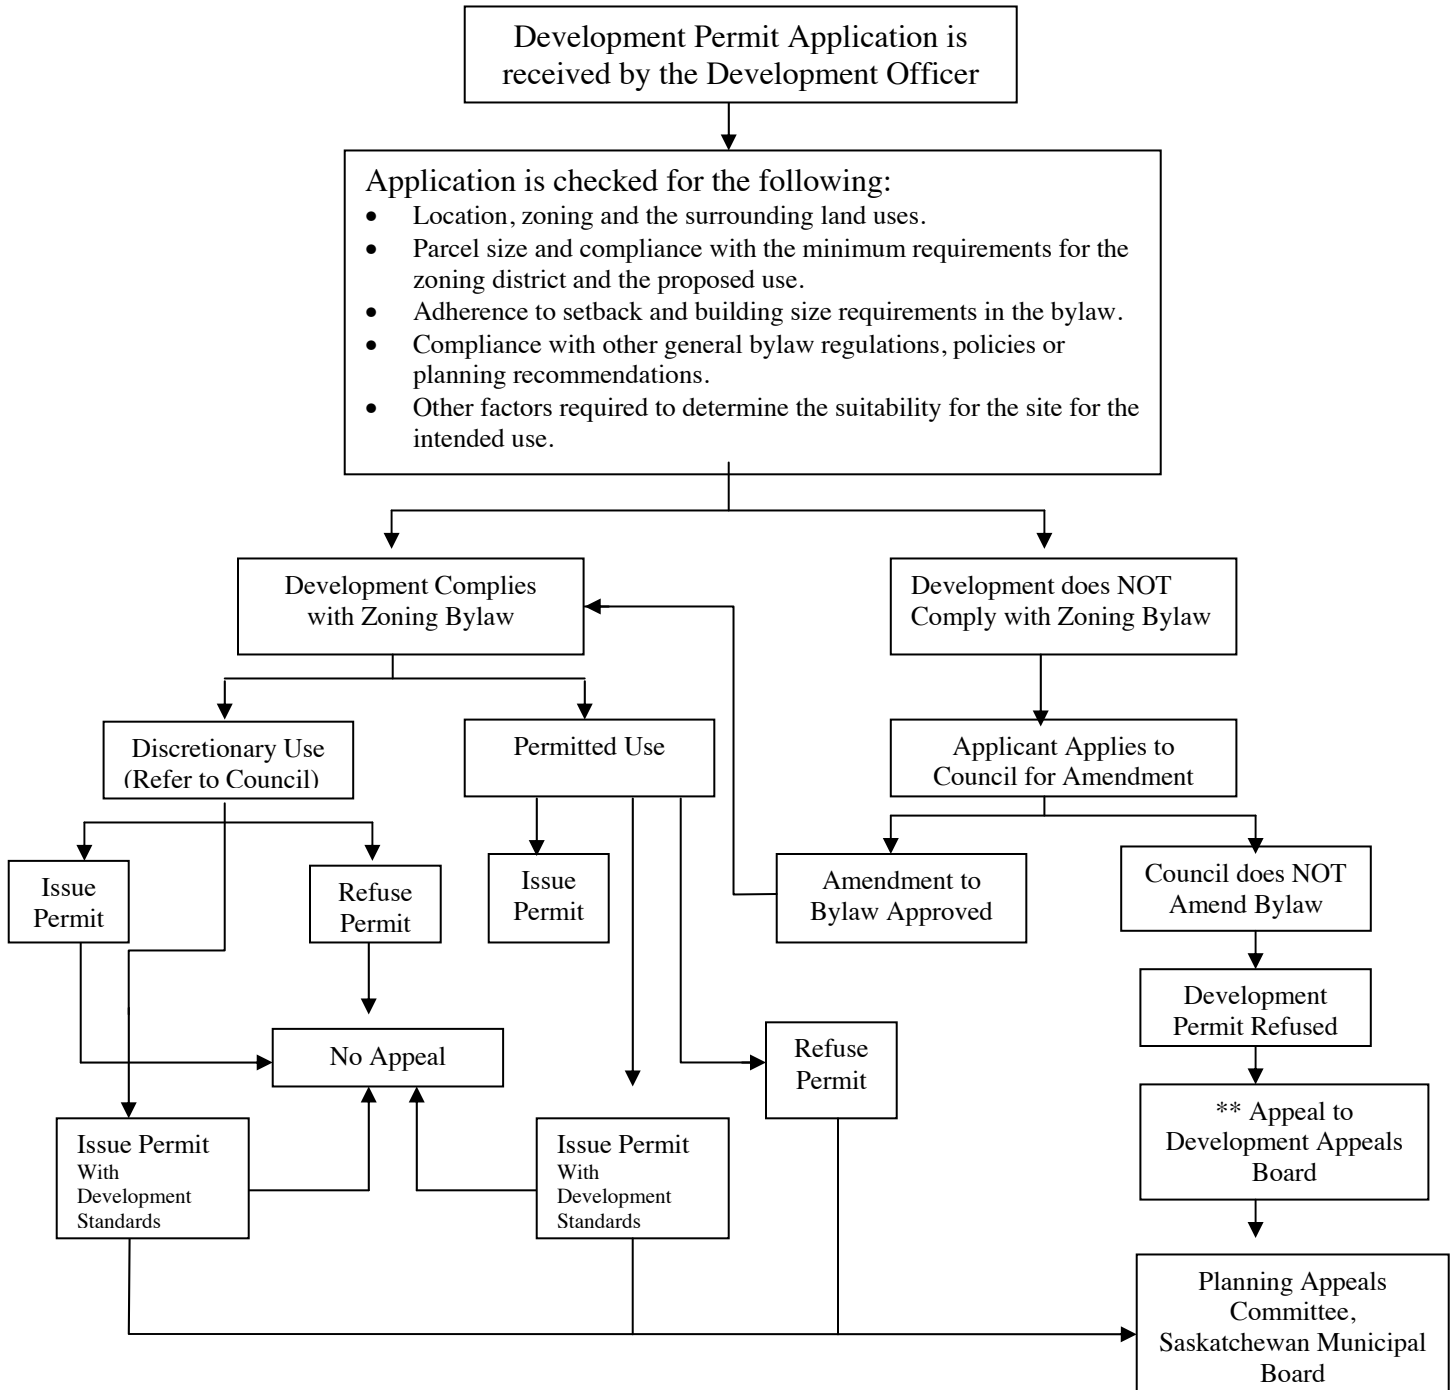 Development Permit Application is
received by the Development Officer
Application is checked for the following:
• Location, zoning and the surrounding land uses.
• Parcel size and compliance with the minimum requirements for the
zoning district and the proposed use.
• Adherence to setback and building size requirements in the bylaw.
• Compliance with other general bylaw regulations, policies or
planning recommendations.
• Other factors required to determine the suitability for the site for the
intended use.
Development Complies
with Zoning Bylaw
Development does NOT
Comply with Zoning Bylaw
Discretionary Use
(Refer to Council)
Permitted Use
Applicant Applies to
Council for Amendment
Issue
Permit
Refuse
Permit
Issue
Permit
Amendment to
Bylaw Approved
Council does NOT
Amend Bylaw
Development
Permit Refused
No Appeal
Refuse
Permit
** Appeal to
Development Appeals
Board
Issue Permit
With
Development
Standards
Issue Permit
With
Development
Standards
Planning Appeals
Committee,
Saskatchewan Municipal
Board